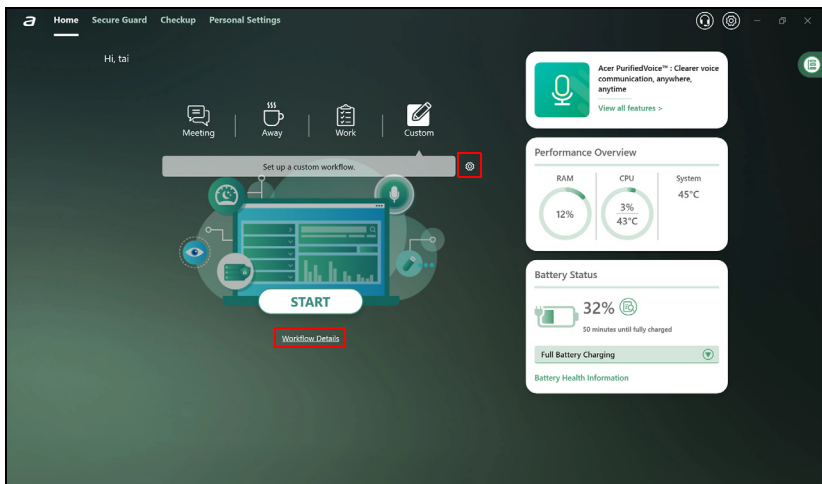 a Home Secure Guard Checkup Personal Settings
Hi, tai
Meeting Away Work Custom
Set up a custom workflow.
START
Workflow Details
Acer PurifiedVoice™ : Clearer voice
communication, anywhere,
anytime
View all features >
Performance Overview
RAM CPU System
12%
3%
43°C
45°C
Battery Status
32%
50 minutes until fully charged
Full Battery Charging
Battery Health Information